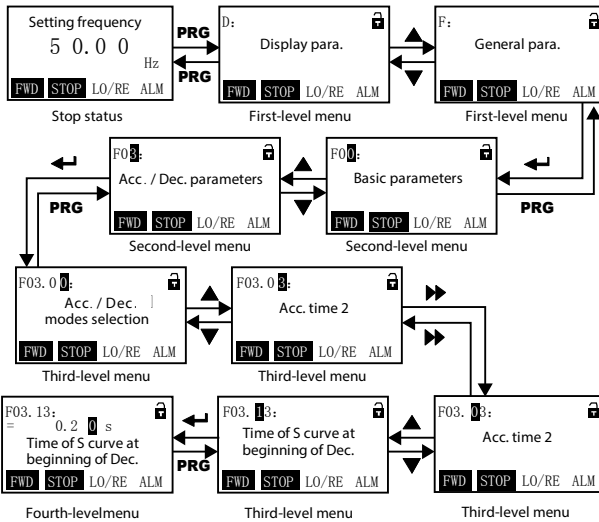 Setting frequency
5 0.0 0
Hz
FWD STOP LO/RE ALM
Stop status
PRG
PRG
D:
Display para.
FWD STOP LO/RE ALM
First-level menu
F:
General para.
FWD STOP LO/RE ALM
First-level menu
F03:
Acc. / Dec. parameters
FWD STOP LO/RE ALM
Second-level menu
F00:
Basic parameters
FWD STOP LO/RE ALM
Second-level menu
PRG
PRG
F03.00:
Acc. / Dec.
modes selection
FWD STOP LO/RE ALM
Third-level menu
F03.03:
Acc. time 2
FWD STOP LO/RE ALM
Third-level menu
F03.13:
= 0.20 s
Time of S curve at
beginning of Dec.
FWD STOP LO/RE ALM
Fourth-levelmenu
PRG
F03.13:
Time of S curve at
beginning of Dec.
FWD STOP LO/RE ALM
Third-level menu
F03.03:
Acc. time 2
FWD STOP LO/RE ALM
Third-level menu